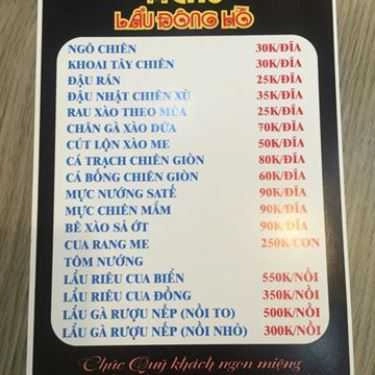 Menu
LẨU ĐÔNG HỒ
NGÔ CHIÊN 30K/ĐĨA
KHOAI TÂY CHIÊN 30K/ĐĨA
ĐẬU RÁN 25K/ĐĨA
ĐẬU NHẬT CHIÊN XÙ 35K/ĐĨA
RAU XÀO THEO MÙA 25K/ĐĨA
CHÂN GÀ XÀO DỨA 70K/ĐĨA
CÚT LỘN XÀO ME 50K/ĐĨA
CÁ TRẠCH CHIÊN GIÒN 80K/ĐĨA
CÁ BỐNG CHIÊN GIÒN 60K/ĐĨA
MỰC NƯỚNG SATẾ 90K/ĐĨA
MỰC CHIÊN MẮM 90K/ĐĨA
BÊ XÀO SẢ ỚT 90K/ĐĨA
CUA RANG ME 250K/CON
TÔM NƯỚNG
LẨU RIÊU CUA BIỂN 550K/NỒI
LẨU RIÊU CUA ĐỒNG 350K/NỒI
LẨU GÀ RƯỢU NẾP (NỒI TO) 500K/NỒI
LẨU GÀ RƯỢU NẾP (NỒI NHỎ) 300K/NỒI
Chúc Quý khách ngon miệng